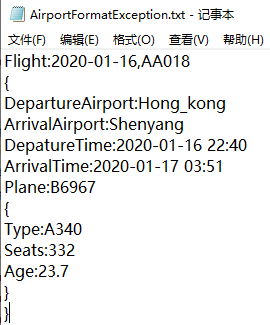 AirportFormatException.txt - 记事本
文件(F) 编辑(E) 格式(O) 查看(V) 帮助(H)
Flight:2020-01-16,AA018
{
DepartureAirport:Hong_kong
ArrivalAirport:Shenyang
DepatureTime:2020-01-16 22:40
ArrivalTime:2020-01-17 03:51
Plane:B6967
{
Type:A340
Seats:332
Age:23.7
}
}